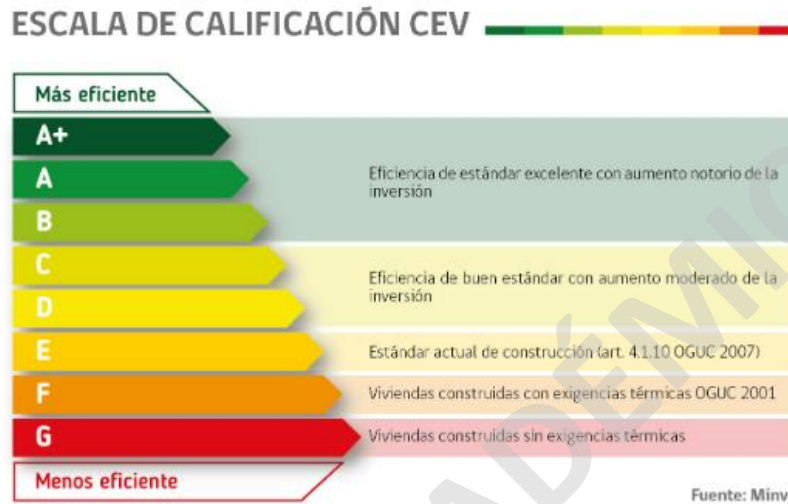 ESCALA DE CALIFICACIÓN CEV
Más eficiente
A+
A
Eficiencia de estándar excelente con aumento notorio de la
inversión
B
C
Eficiencia de buen estándar con aumento moderado de la
inversión
D
E
Estándar actual de construcción (art. 4.1.10 OGUC 2007)
F
Viviendas construidas con exigencias térmicas OGUC 2001
G
Viviendas construidas sin exigencias térmicas
Menos eficiente
Fuente: Minv